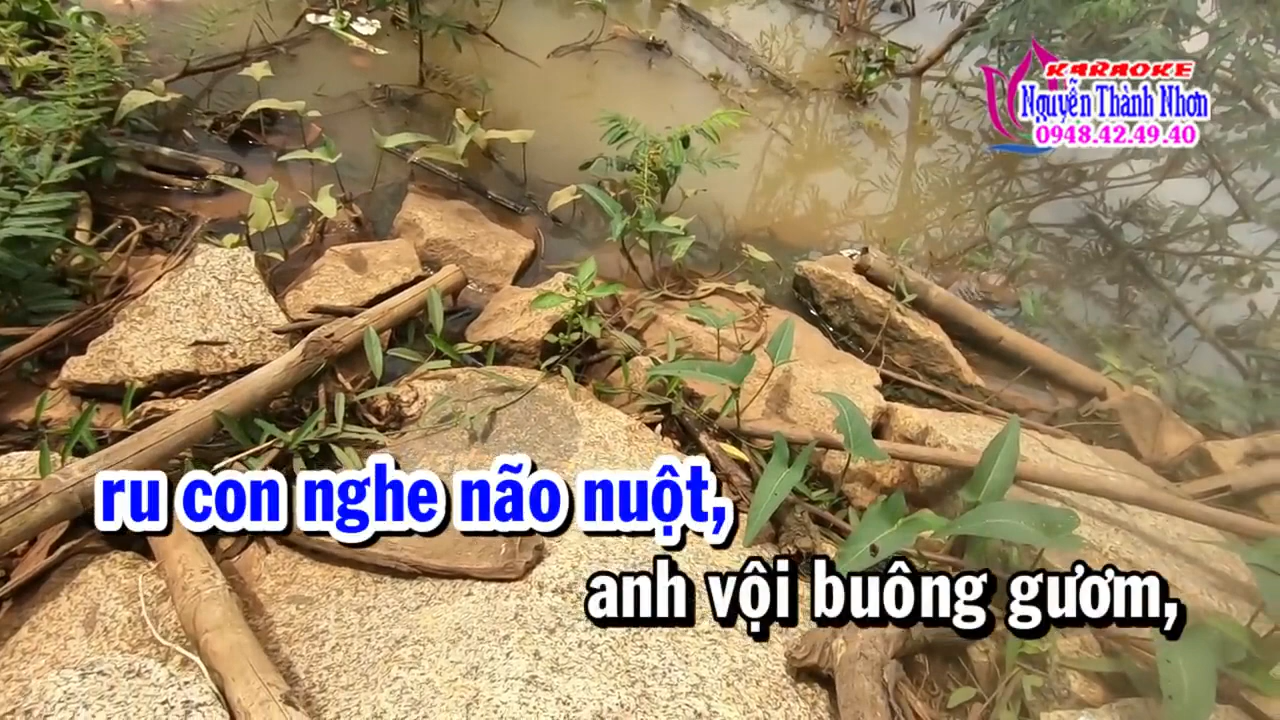 KARAOKE
Nguyễn Thành Nhơn
0948.42.49.40
ru con nghe não nuột,
anh vội buông gươm,